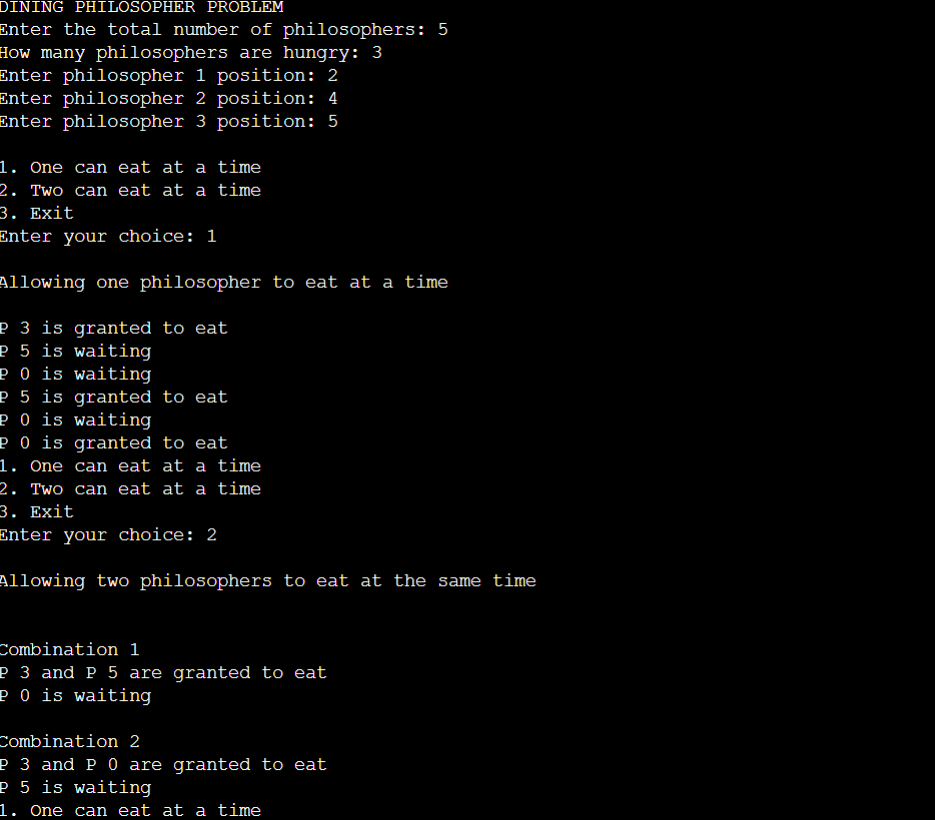 DINING PHILOSOPHER PROBLEM
Enter the total number of philosophers: 5
How many philosophers are hungry: 3
Enter philosopher 1 position: 2
Enter philosopher 2 position: 4
Enter philosopher 3 position: 5
1. One can eat at a time
2. Two can eat at a time
3. Exit
Enter your choice: 1
Allowing one philosopher to eat at a time
P 3 is granted to eat
P 5 is waiting
P 0 is waiting
P 5 is granted to eat
P 0 is waiting
P 0 is granted to eat
1. One can eat at a time
2. Two can eat at a time
3. Exit
Enter your choice: 2
Allowing two philosophers to eat at the same time
Combination 1
P 3 and P 5 are granted to eat
P 0 is waiting
Combination 2
P 3 and P 0 are granted to eat
P 5 is waiting
1. One can eat at a time